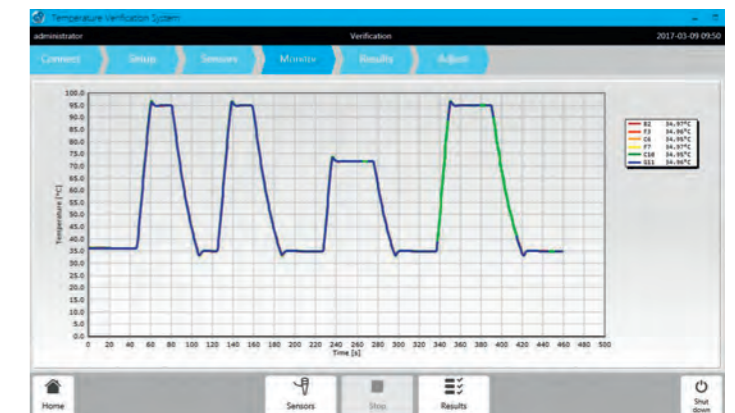 Temperature Verification System
administrator Verification 2017-03-09 09:50
Connect Setup Sensors Monitor Results Adjust
100.0
95.0
90.0
85.0
80.0
75.0
70.0
65.0
60.0
55.0
50.0
45.0
40.0
35.0
30.0
25.0
20.0
15.0
10.0
5.0
0.0
Temperature [°C]
0 20 40 60 80 100 120 140 160 180 200 220 240 260 280 300 320 340 360 380 400 420 440 460 480 500
Time [s]
B2 34.97°C
F3 34.96°C
C6 34.95°C
F7 34.97°C
C10 34.95°C
G11 34.96°C
Home Sensors Stop Results Shut down